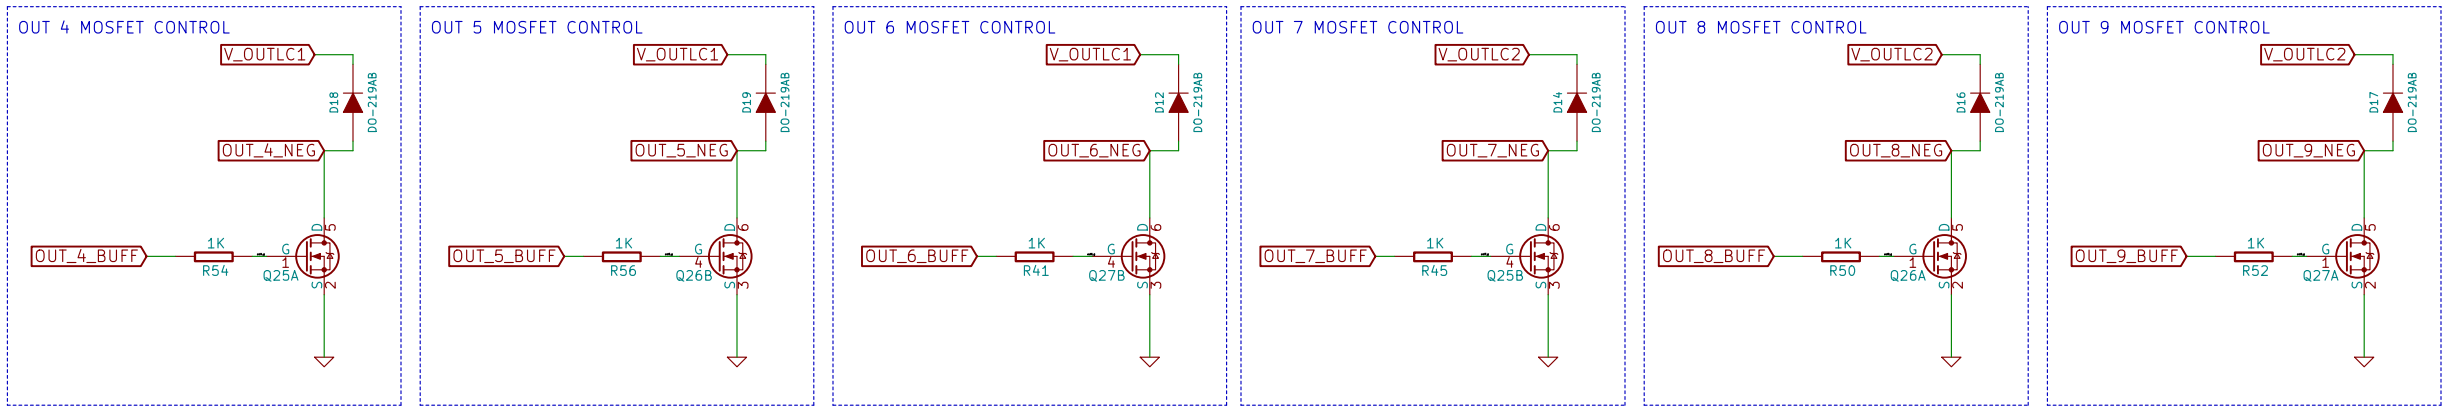 OUT 4 MOSFET CONTROL
V_OUTLC1
D18
DO-219AB
OUT_4_NEG
D
5
OUT_4_BUFF
1K
R54
G
1
Q25A
S
2
OUT 5 MOSFET CONTROL
V_OUTLC1
D19
DO-219AB
OUT_5_NEG
D
6
OUT_5_BUFF
1K
R56
G
4
Q26B
S
3
OUT 6 MOSFET CONTROL
V_OUTLC1
D12
DO-219AB
OUT_6_NEG
D
6
OUT_6_BUFF
1K
R41
G
4
Q27B
S
3
OUT 7 MOSFET CONTROL
V_OUTLC2
D14
DO-219AB
OUT_7_NEG
D
6
OUT_7_BUFF
1K
R45
G
4
Q25B
S
3
OUT 8 MOSFET CONTROL
V_OUTLC2
D16
DO-219AB
OUT_8_NEG
D
5
OUT_8_BUFF
1K
R50
G
1
Q26A
S
2
OUT 9 MOSFET CONTROL
V_OUTLC2
D17
DO-219AB
OUT_9_NEG
D
5
OUT_9_BUFF
1K
R52
G
1
Q27A
S
2